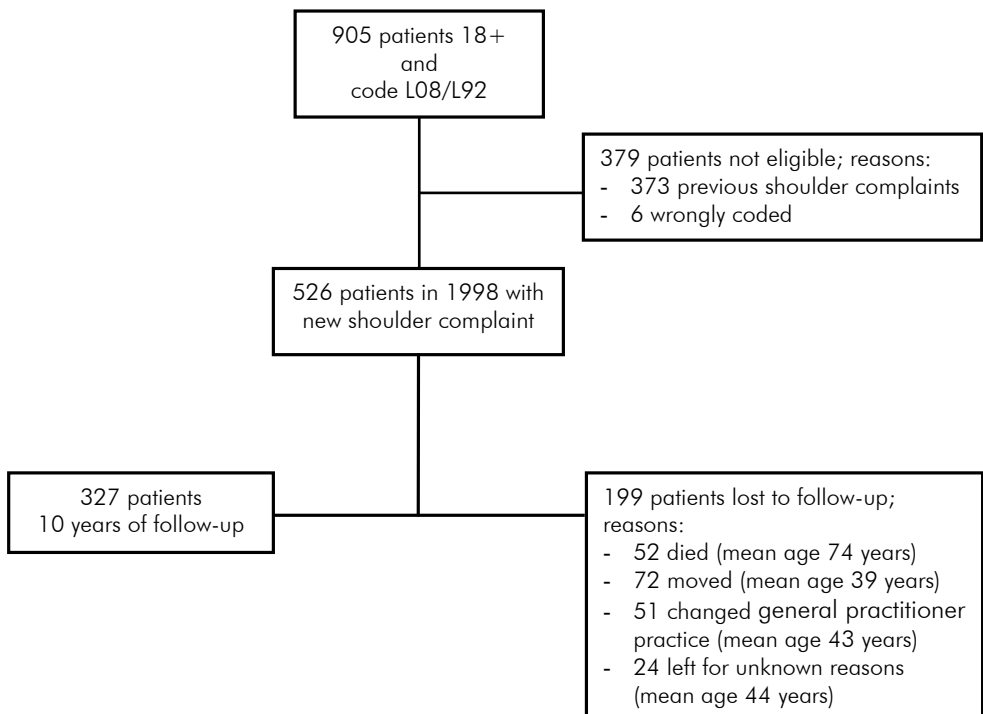 905 patients 18+
and
code L08/L92
379 patients not eligible; reasons:
- 373 previous shoulder complaints
- 6 wrongly coded
526 patients in 1998 with
new shoulder complaint
327 patients
10 years of follow-up
199 patients lost to follow-up;
reasons:
- 52 died (mean age 74 years)
- 72 moved (mean age 39 years)
- 51 changed general practitioner
practice (mean age 43 years)
- 24 left for unknown reasons
(mean age 44 years)